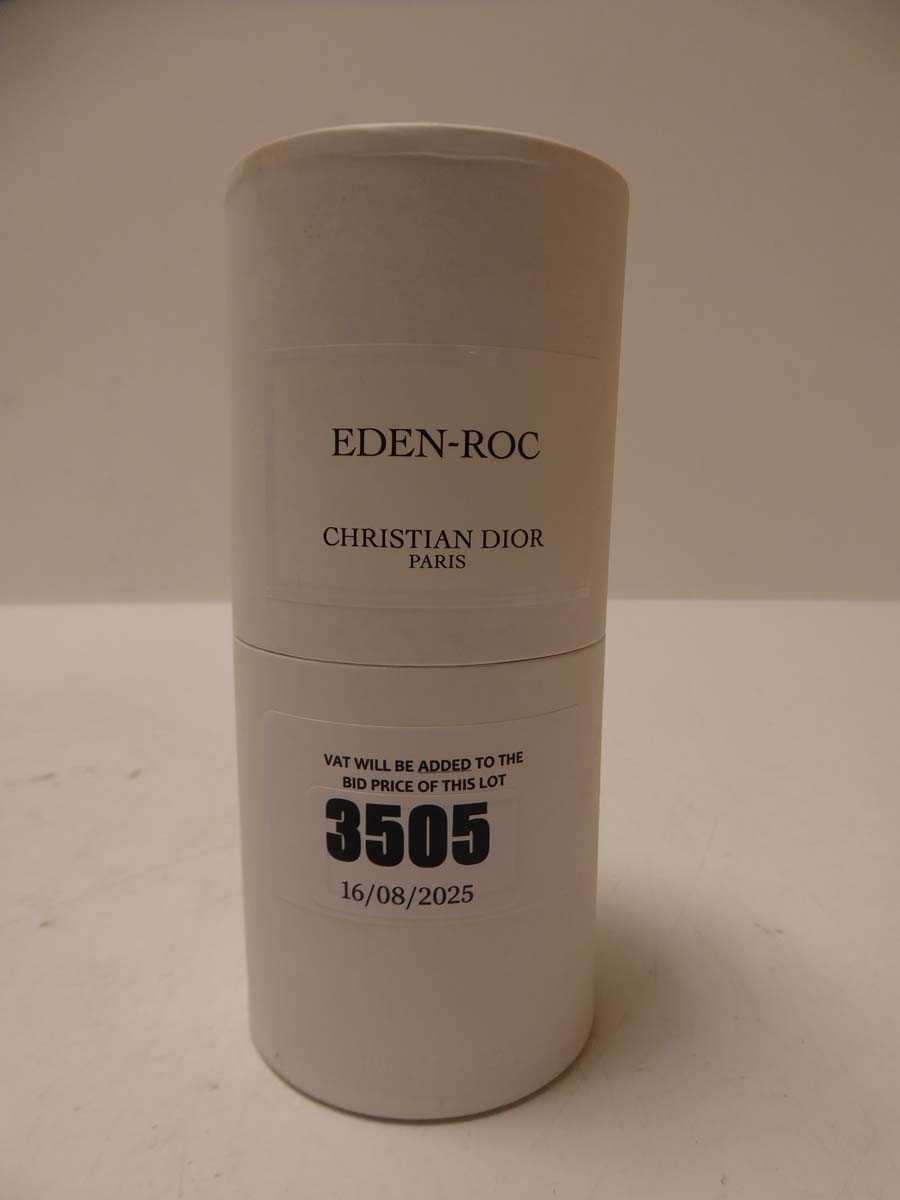 EDEN-ROC
CHRISTIAN DIOR
PARIS
VAT WILL BE ADDED TO THE
BID PRICE OF THIS LOT
3505
16/08/2025